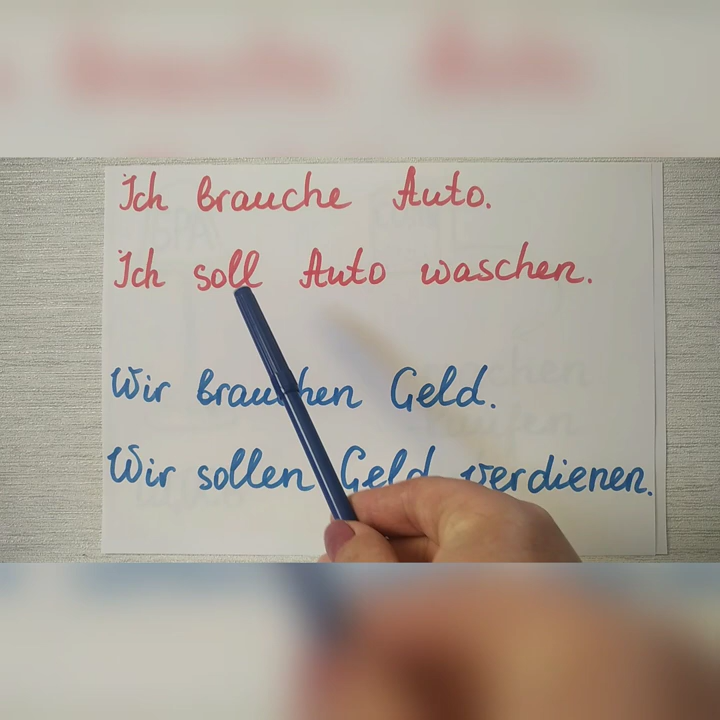 Ich brauche Auto.
Ich soll Auto waschen.
Wir brauchen Geld.
Wir sollen Geld verdienen.